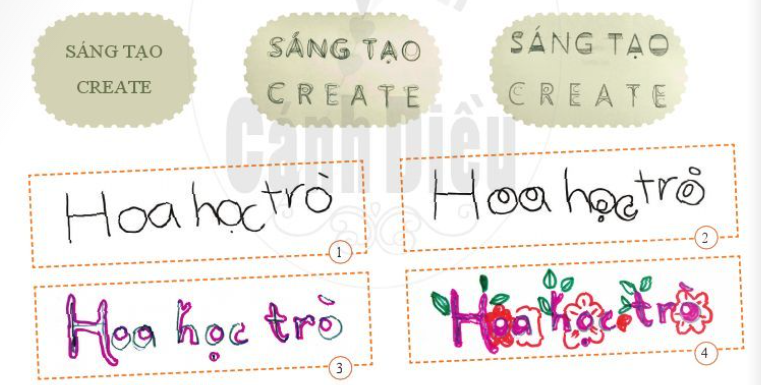 SÁNG TẠO
CREATE
SÁNG TẠO
CREATE
SÁNG TẠO
CREATE
Cánh Diều
Hoa học trò
1
Hoa học trò
2
Hoa học trò
3
Hoa học trò
4